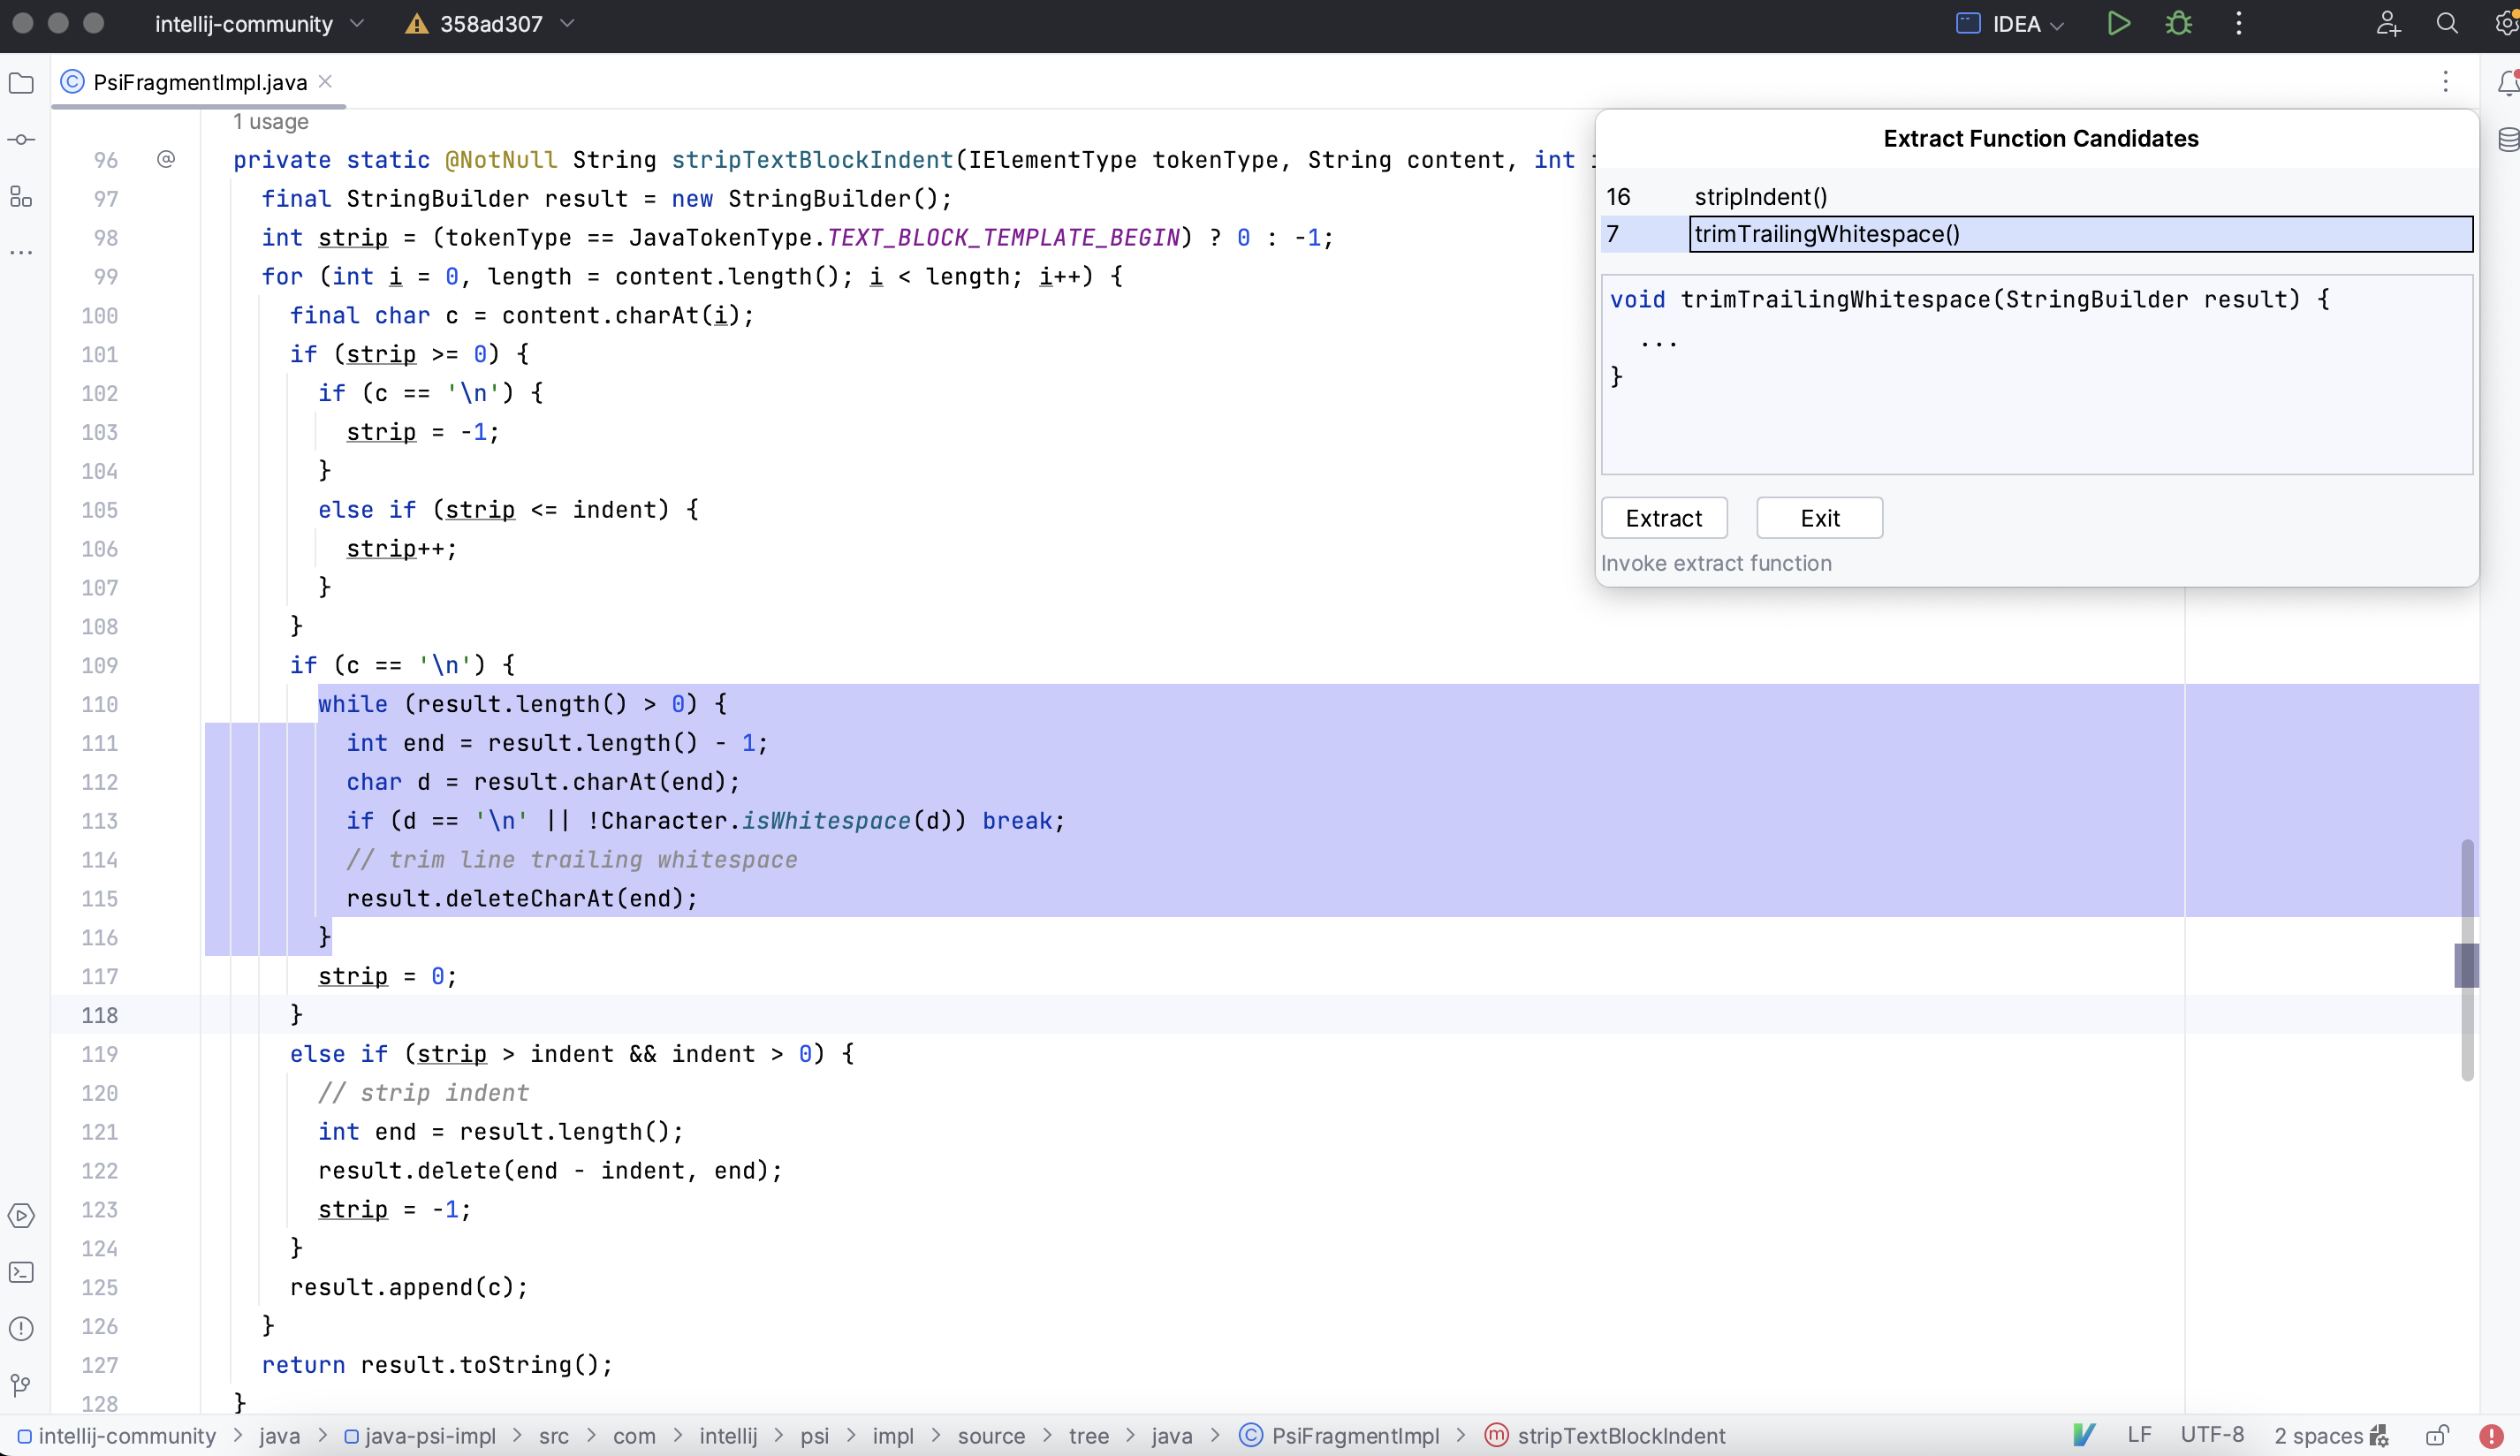 intellij-community 358ad307 IDEA
PsiFragmentImpl.java
1 usage
96 @ private static @NotNull String stripTextBlockIndent(IElementType tokenType, String content, int
97 final StringBuilder result = new StringBuilder();
98 int strip = (tokenType == JavaTokenType.TEXT_BLOCK_TEMPLATE_BEGIN) ? 0 : -1;
99 for (int i = 0, length = content.length(); i < length; i++) {
100 final char c = content.charAt(i);
101 if (strip >= 0) {
102 if (c == '\n') {
103 strip = -1;
104 }
105 else if (strip <= indent) {
106 strip++;
107 }
108 }
109 if (c == '\n') {
110 while (result.length() > 0) {
111 int end = result.length() - 1;
112 char d = result.charAt(end);
113 if (d == '\n' || !Character.isWhitespace(d)) break;
114 // trim line trailing whitespace
115 result.deleteCharAt(end);
116 }
117 strip = 0;
118 }
119 else if (strip > indent && indent > 0) {
120 // strip indent
121 int end = result.length();
122 result.delete(end - indent, end);
123 strip = -1;
124 }
125 result.append(c);
126 }
127 return result.toString();
128 }
Extract Function Candidates
16 stripIndent()
7 trimTrailingWhitespace()
void trimTrailingWhitespace(StringBuilder result) {
...
}
Extract Exit
Invoke extract function
intellij-community > java > java-psi-impl > src > com > intellij > psi > impl > source > tree > java > PsiFragmentImpl > stripTextBlockIndent LF UTF-8 2 spaces